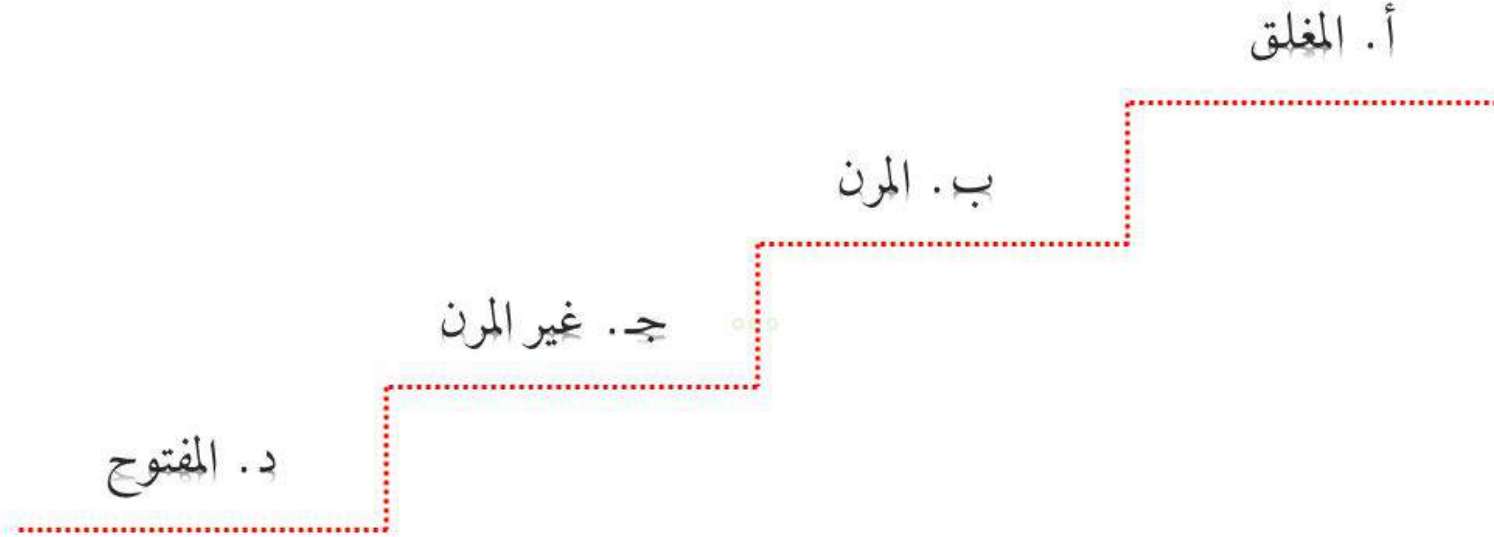 أ. المغلق
ب. المرن
جـ. غير المرن
د. المفتوح